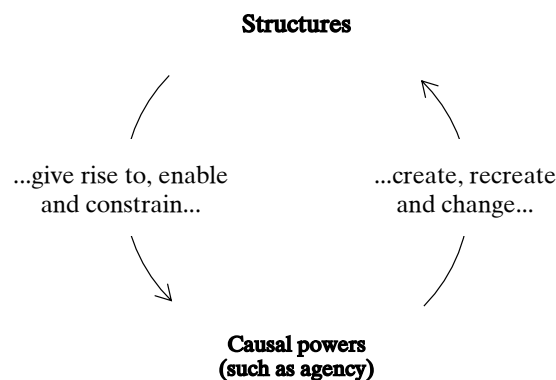 Structures
...give rise to, enable
and constrain...
...create, recreate
and change...
Causal powers
(such as agency)